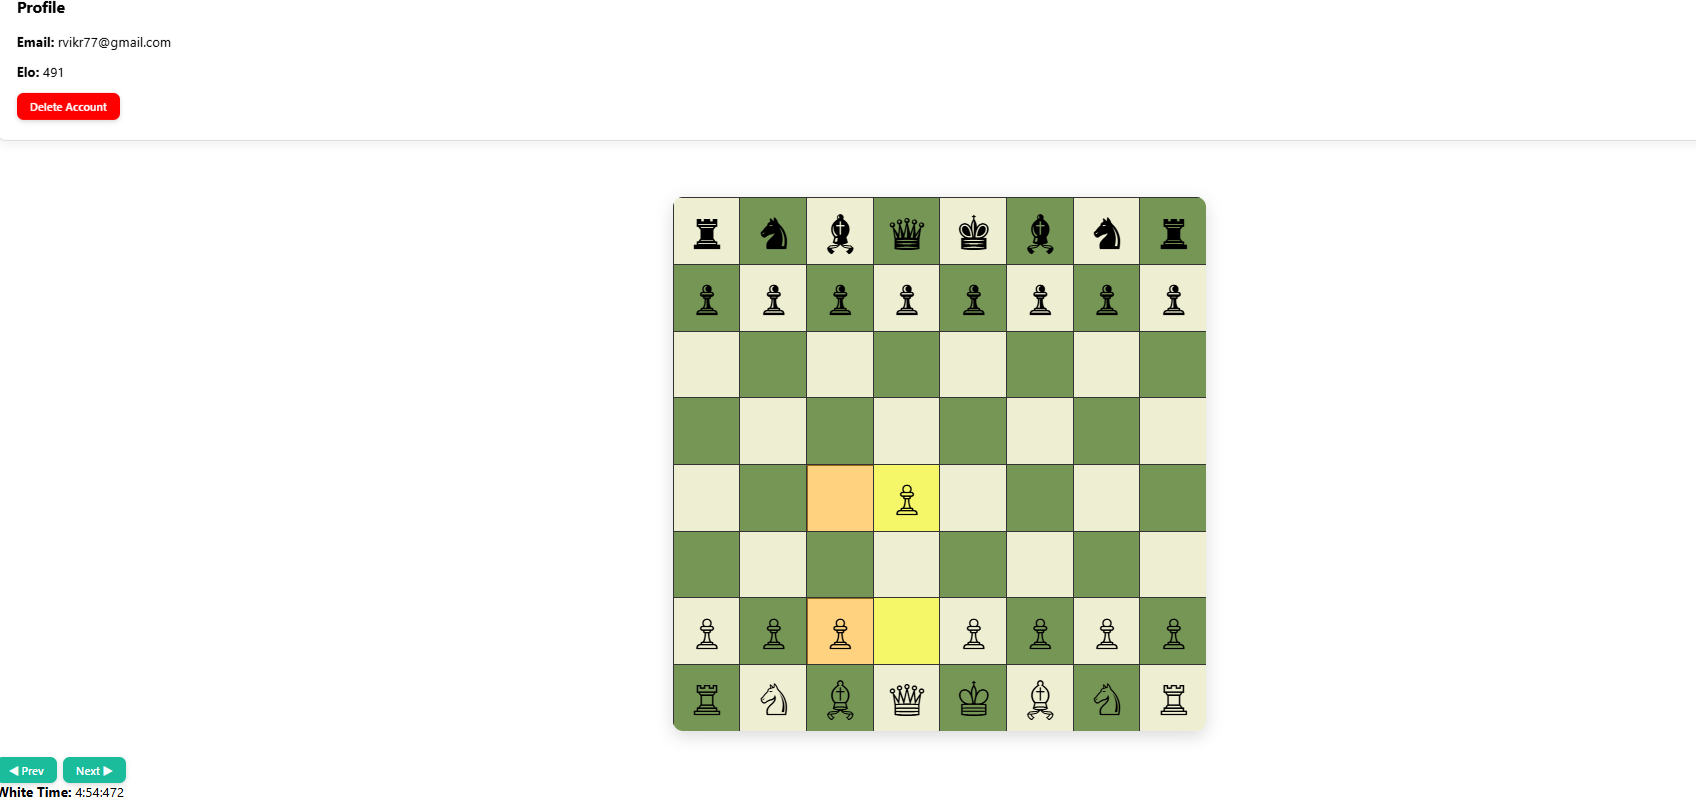 Profile
Email: rvikr77@gmail.com
Elo: 491
Delete Account
◀ Prev Next ▶
White Time: 4:54:472